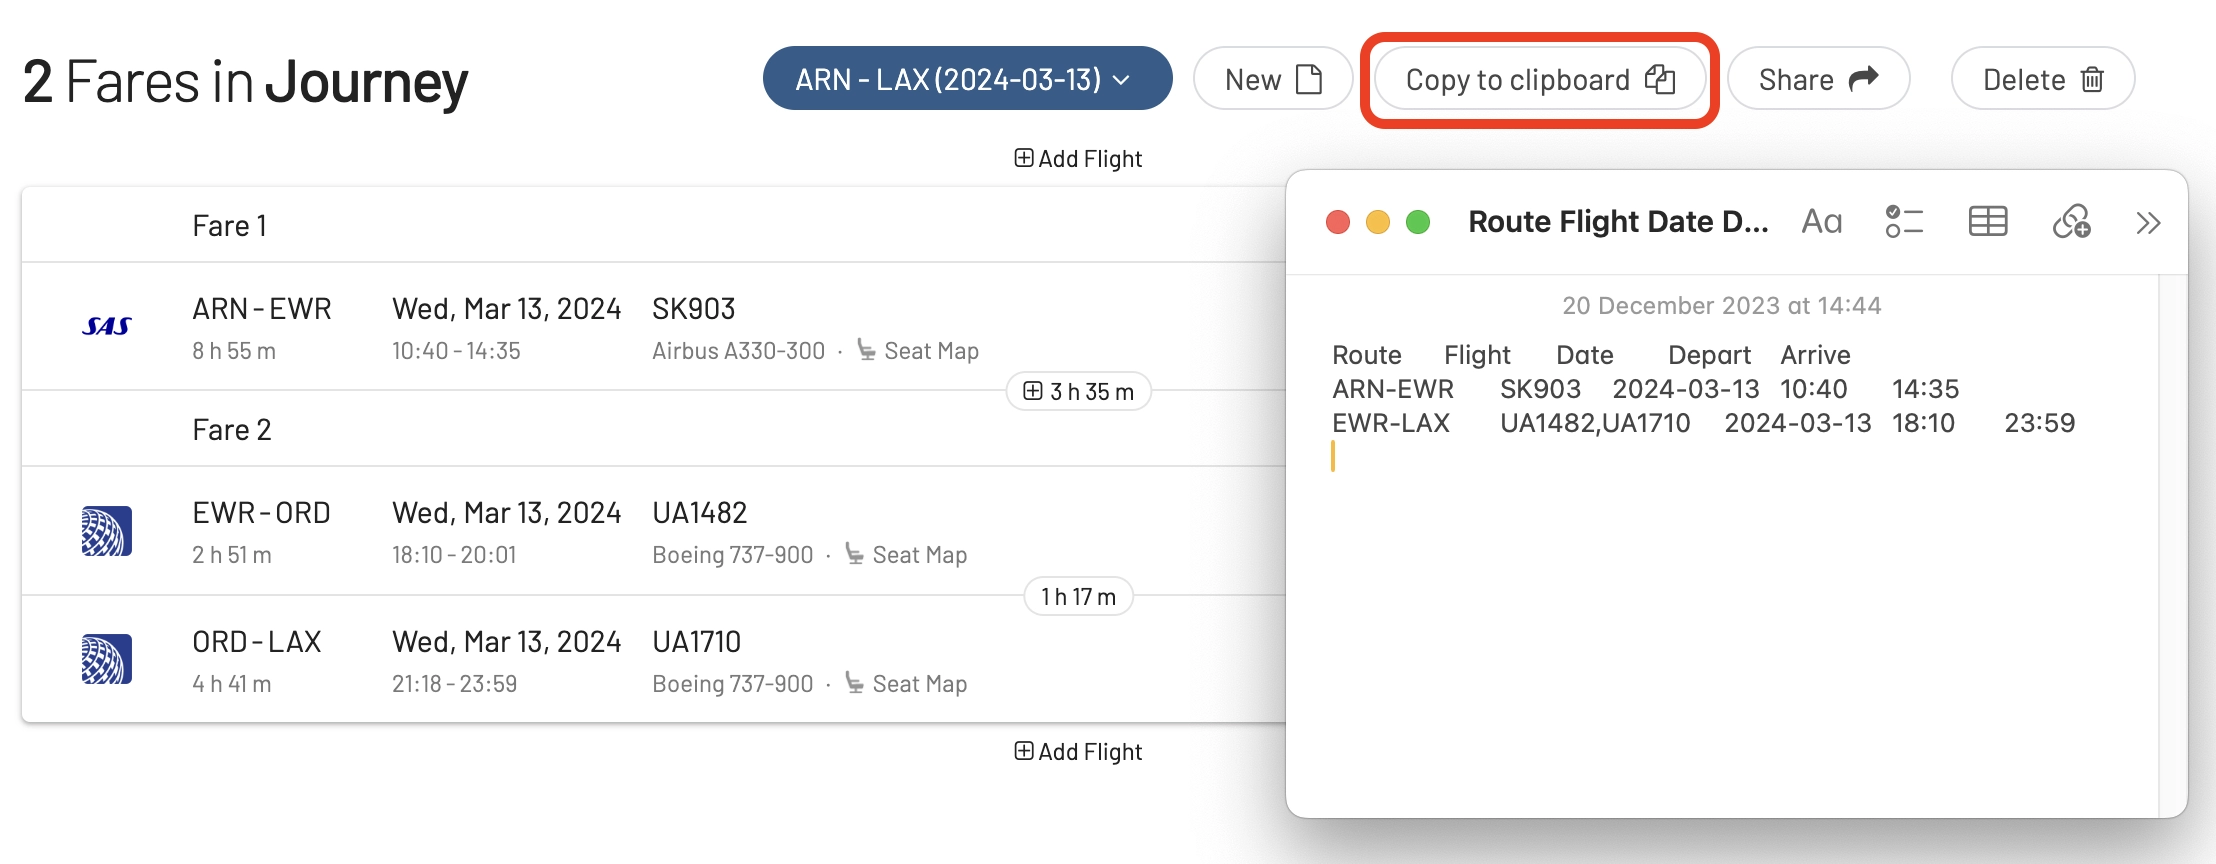 2 Fares in Journey
ARN - LAX (2024-03-13)
New
Copy to clipboard
Share
Delete
Add Flight
Fare 1
SAS
ARN - EWR Wed, Mar 13, 2024 SK903
8 h 55 m 10:40 - 14:35 Airbus A330-300 · Seat Map
3 h 35 m
Fare 2
EWR - ORD Wed, Mar 13, 2024 UA1482
2 h 51 m 18:10 - 20:01 Boeing 737-900 · Seat Map
1 h 17 m
ORD - LAX Wed, Mar 13, 2024 UA1710
4 h 41 m 21:18 - 23:59 Boeing 737-900 · Seat Map
Add Flight
Route Flight Date D... Aa
20 December 2023 at 14:44
Route Flight Date Depart Arrive
ARN-EWR SK903 2024-03-13 10:40 14:35
EWR-LAX UA1482,UA1710 2024-03-13 18:10 23:59